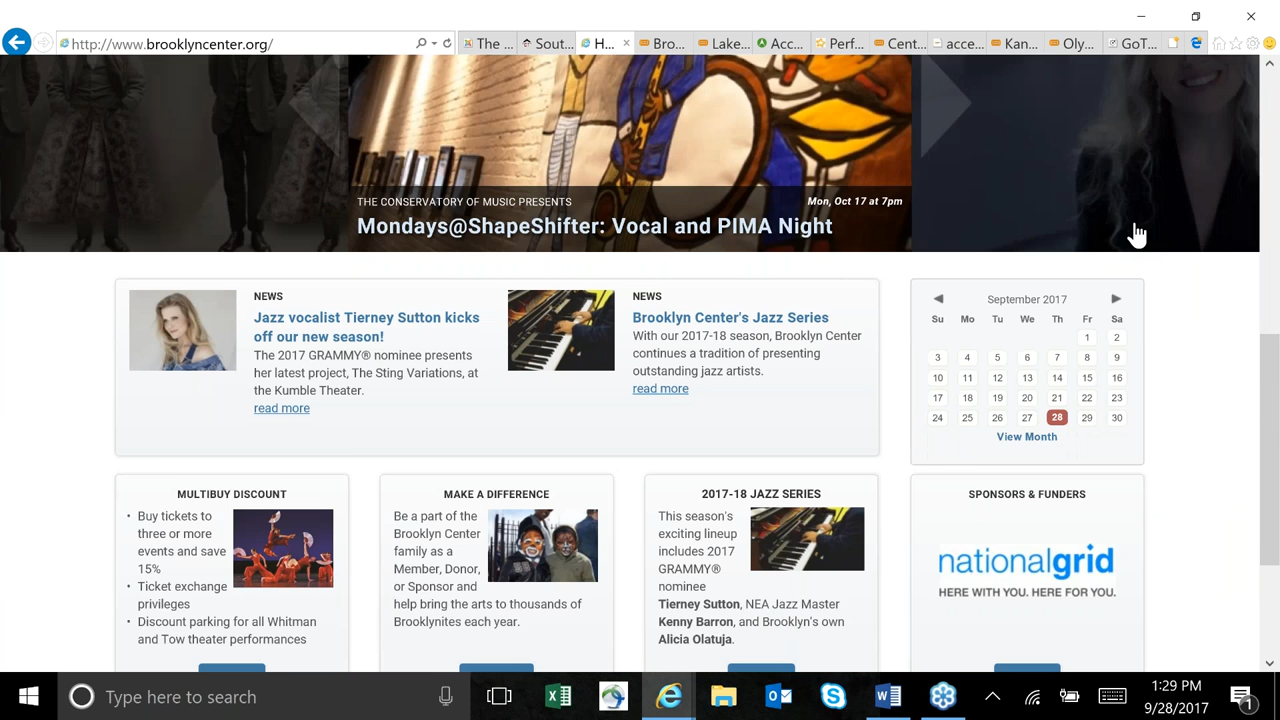 http://www.brooklyncenter.org/
The ...
Sout...
H...
Bro...
Lake...
Acc...
Perf...
Cent...
acce...
Kan...
Oly...
GoT...
THE CONSERVATORY OF MUSIC PRESENTS
Mon, Oct 17 at 7pm
Mondays@ShapeShifter: Vocal and PIMA Night
NEWS
Jazz vocalist Tierney Sutton kicks
off our new season!
The 2017 GRAMMY® nominee presents
her latest project, The Sting Variations, at
the Kumble Theater.
read more
NEWS
Brooklyn Center's Jazz Series
With our 2017-18 season, Brooklyn Center
continues a tradition of presenting
outstanding jazz artists.
read more
September 2017
Su Mo Tu We Th Fr Sa
1 2
3 4 5 6 7 8 9
10 11 12 13 14 15 16
17 18 19 20 21 22 23
24 25 26 27 28 29 30
View Month
MULTIBUY DISCOUNT
• Buy tickets to
three or more
events and save
15%
• Ticket exchange
privileges
• Discount parking for all Whitman
and Tow theater performances
MAKE A DIFFERENCE
Be a part of the
Brooklyn Center
family as a
Member, Donor,
or Sponsor and
help bring the arts to thousands of
Brooklynites each year.
2017-18 JAZZ SERIES
This season's
exciting lineup
includes 2017
GRAMMY®
nominee
Tierney Sutton, NEA Jazz Master
Kenny Barron, and Brooklyn's own
Alicia Olatuja.
SPONSORS & FUNDERS
nationalgrid
HERE WITH YOU. HERE FOR YOU.
Type here to search
1:29 PM
9/28/2017
1